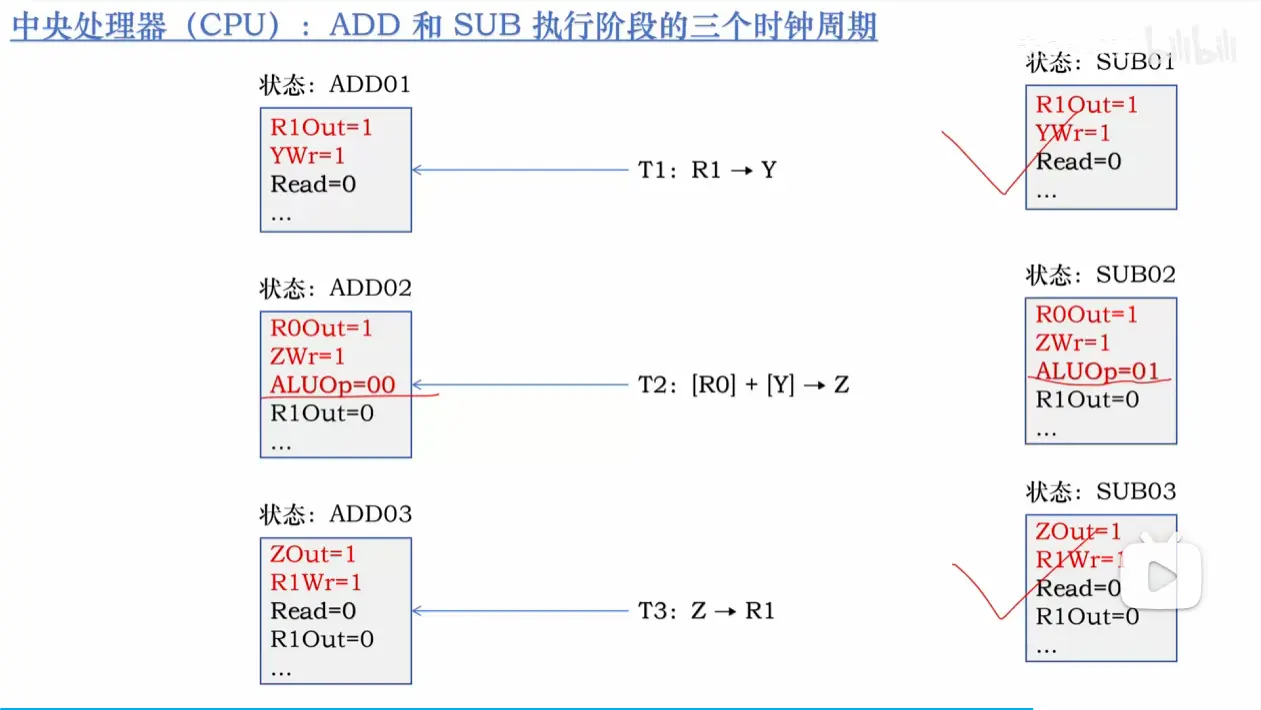 中央处理器（CPU）：ADD 和 SUB 执行阶段的三个时钟周期
bilibili
状态：ADD01
R1Out=1
YWr=1
Read=0
...
T1：R1 → Y
状态：SUB01
R1Out=1
YWr=1
Read=0
...
状态：ADD02
R0Out=1
ZWr=1
ALUOp=00
R1Out=0
...
T2：[R0] + [Y] → Z
状态：SUB02
R0Out=1
ZWr=1
ALUOp=01
R1Out=0
...
状态：ADD03
ZOut=1
R1Wr=1
Read=0
R1Out=0
...
T3：Z → R1
状态：SUB03
ZOut=1
R1Wr=1
Read=0
R1Out=0
...